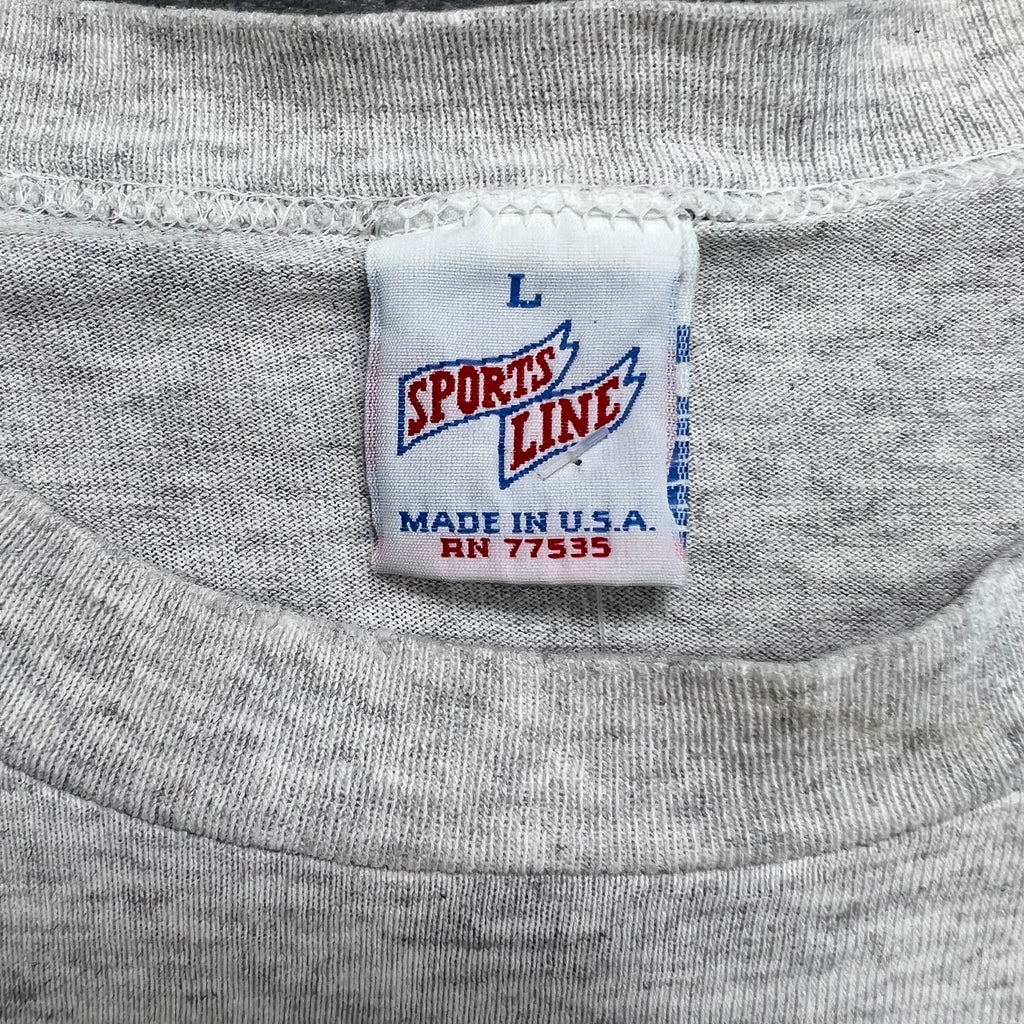 L
SPORTS
LINE
MADE IN U.S.A.
RN 77535